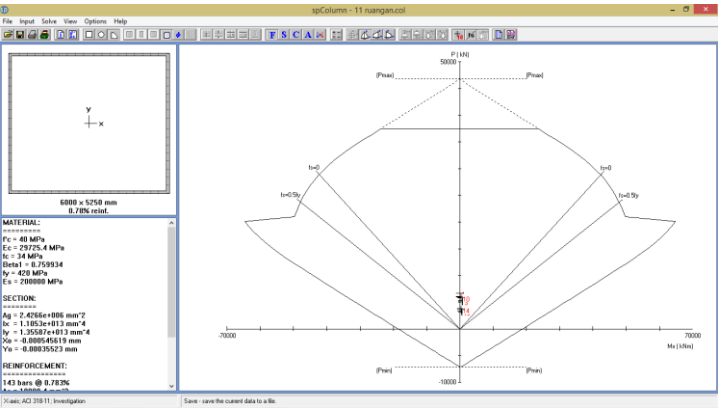 spColumn - 11 ruangan.col
File Input Solve View Options Help
F S C A
y
x
6000 x 5250 mm
0.78% reinf.
MATERIAL:
=========
f'c = 40 MPa
Ec = 29725.4 MPa
fc = 34 MPa
Beta1 = 0.759934
fy = 420 MPa
Es = 200000 MPa
SECTION:
========
Ag = 2.4266e+006 mm^2
Ix = 1.1053e+013 mm^4
Iy = 1.35587e+013 mm^4
Xo = -0.000545619 mm
Yo = -0.00035523 mm
REINFORCEMENT:
143 bars @ 0.783%
P ( kN)
50000
(Pmax)
(Pmax)
fs=0
fs=0
fs=0.5fy
fs=0.5fy
-70000
70000
Mx ( kNm)
(Pmin)
(Pmin)
-10000
X-axis; ACI 318-11; Investigation
Save - save the current data to a file.